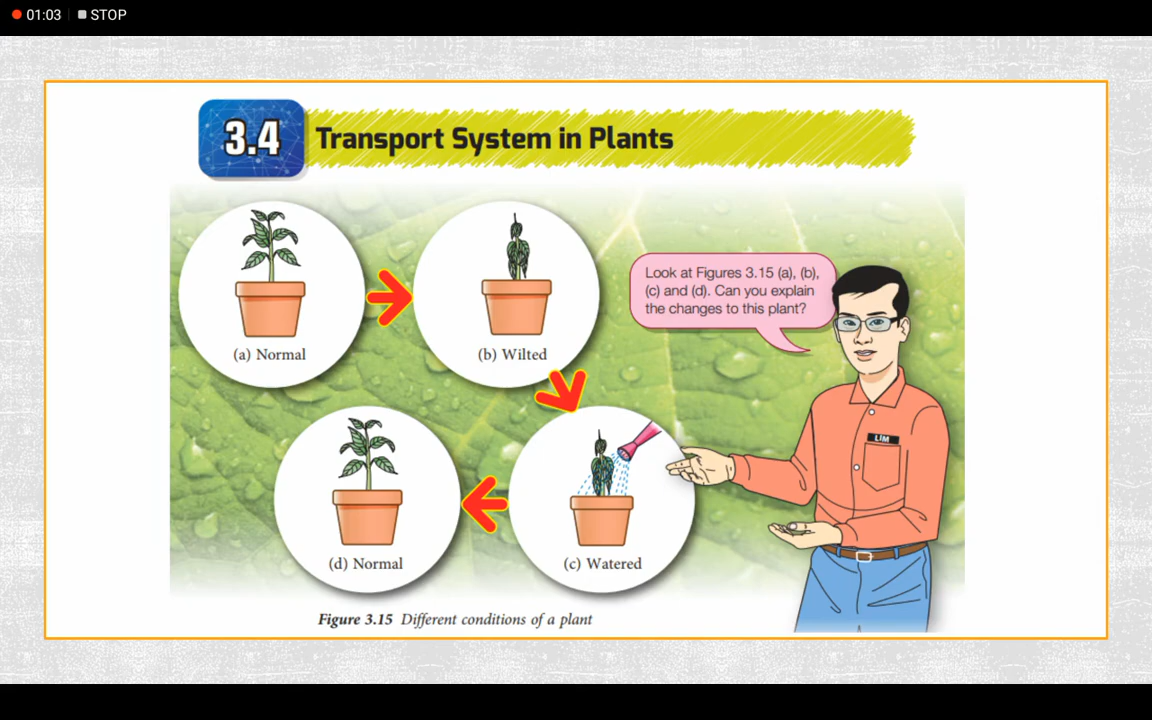 01:03 STOP
3.4 Transport System in Plants
(a) Normal
(b) Wilted
Look at Figures 3.15 (a), (b),
(c) and (d). Can you explain
the changes to this plant?
LIM
(d) Normal
(c) Watered
Figure 3.15 Different conditions of a plant